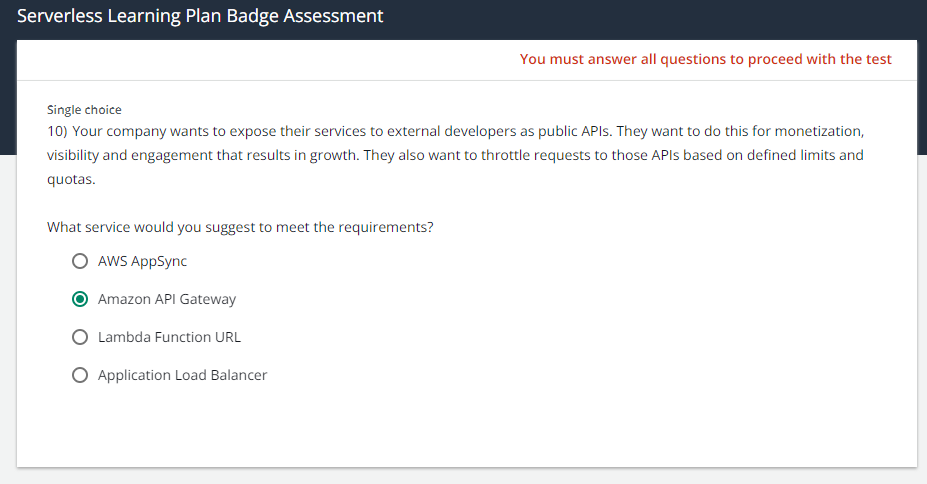 Serverless Learning Plan Badge Assessment
You must answer all questions to proceed with the test
Single choice
10) Your company wants to expose their services to external developers as public APIs. They want to do this for monetization,
visibility and engagement that results in growth. They also want to throttle requests to those APIs based on defined limits and
quotas.
What service would you suggest to meet the requirements?
AWS AppSync
Amazon API Gateway
Lambda Function URL
Application Load Balancer